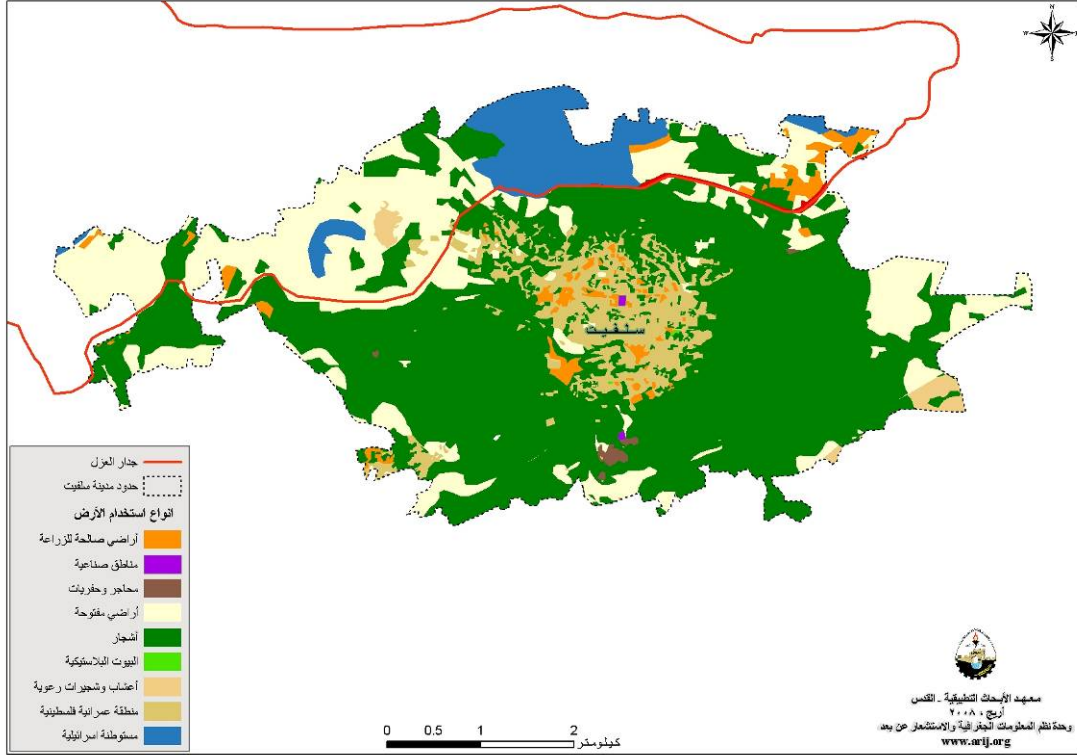 N
W E
S
سلفيت
جدار العزل
حدود مدينة سلفيت
انواع استخدام الأرض
أراضي صالحة للزراعة
مناطق صناعية
محاجر وحفريات
أراضي مفتوحة
أشجار
البيوت البلاستيكية
أعشاب وشجيرات رعوية
منطقة عمرانية فلسطينية
مستوطنة اسرائيلية
0 0.5 1 2
كيلومتر
معهد الأبحاث التطبيقية - القدس
أريج ، ٢٠٠٨
وحدة نظم المعلومات الجغرافية والاستشعار عن بعد
www.arij.org